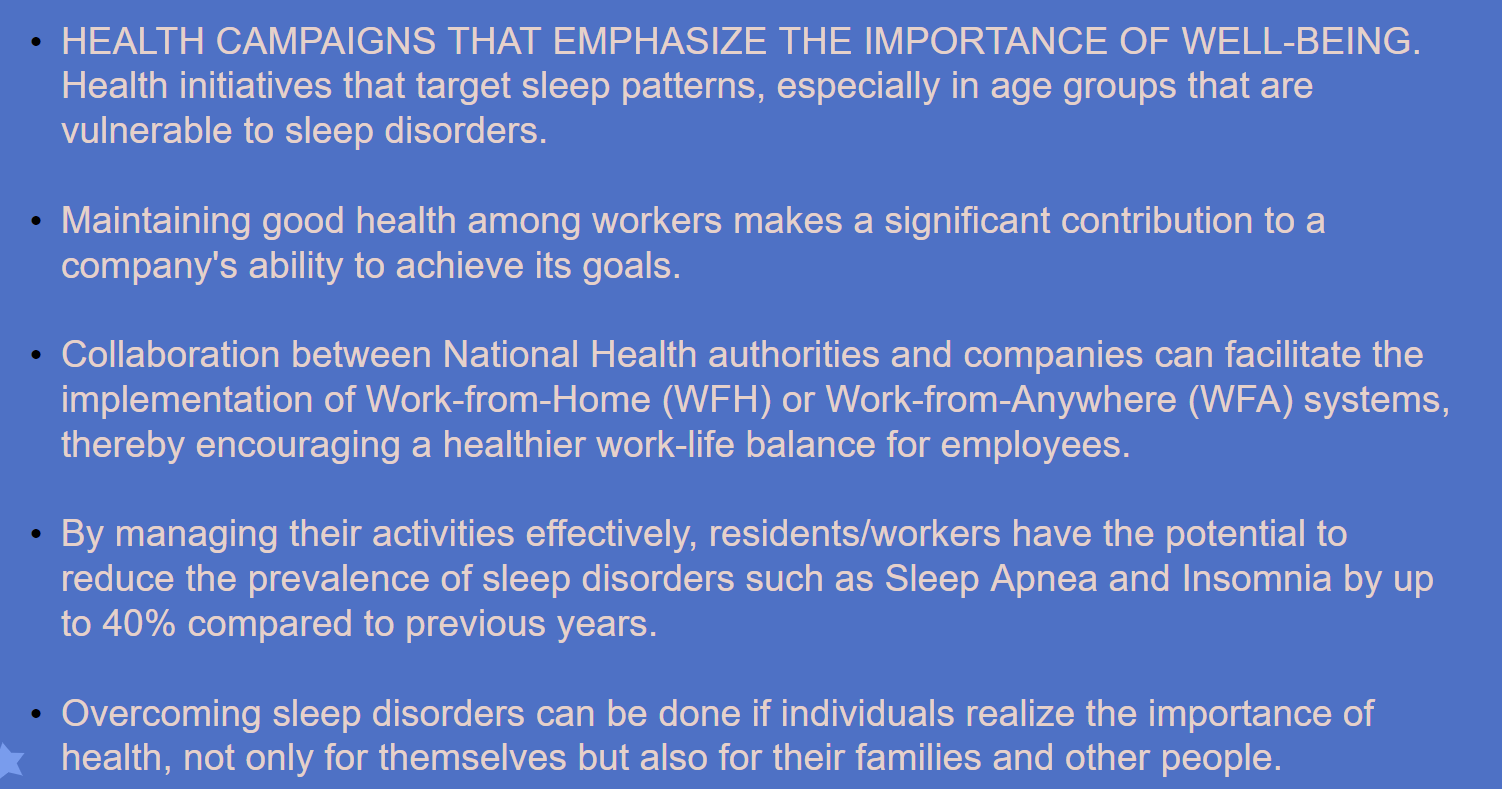 • HEALTH CAMPAIGNS THAT EMPHASIZE THE IMPORTANCE OF WELL-BEING.
Health initiatives that target sleep patterns, especially in age groups that are
vulnerable to sleep disorders.
• Maintaining good health among workers makes a significant contribution to a
company's ability to achieve its goals.
• Collaboration between National Health authorities and companies can facilitate the
implementation of Work-from-Home (WFH) or Work-from-Anywhere (WFA) systems,
thereby encouraging a healthier work-life balance for employees.
• By managing their activities effectively, residents/workers have the potential to
reduce the prevalence of sleep disorders such as Sleep Apnea and Insomnia by up
to 40% compared to previous years.
• Overcoming sleep disorders can be done if individuals realize the importance of
health, not only for themselves but also for their families and other people.